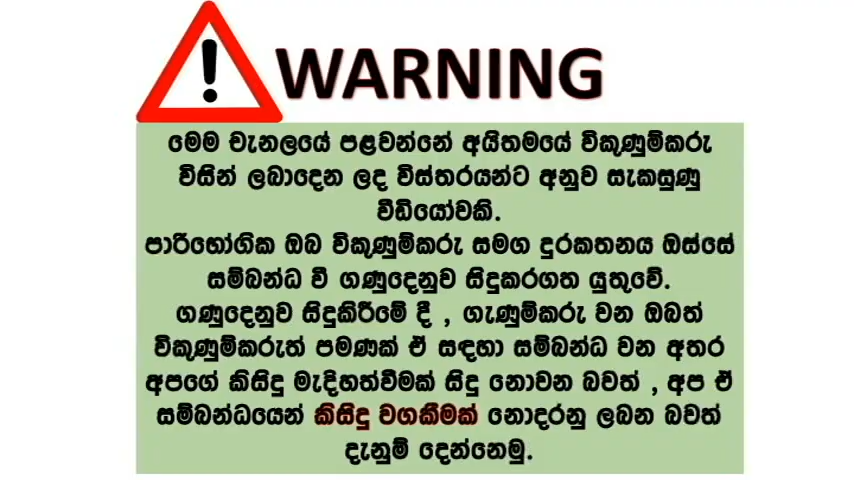 WARNING
මෙම චැනලයේ පළවන්නේ අයිතමයේ විකුණුම්කරු
විසින් ලබාදෙන ලද විස්තරයන්ට අනුව සැකසුණු
වීඩියෝවකි.
පාරිභෝගික ඔබ විකුණුම්කරු සමග දුරකතනය ඔස්සේ
සම්බන්ධ වී ගණුදෙනුව සිදුකරගත යුතුවේ.
ගණුදෙනුව සිදුකිරීමේ දී , ගැණුම්කරු වන ඔබත්
විකුණුම්කරුත් පමණක් ඒ සඳහා සම්බන්ධ වන අතර
අපගේ කිසිදු මැදිහත්වීමක් සිදු නොවන බවත් , අප ඒ
සම්බන්ධයෙන් කිසිදු වගකීමක් නොදරනු ලබන බවත්
දැනුම් දෙන්නෙමු.